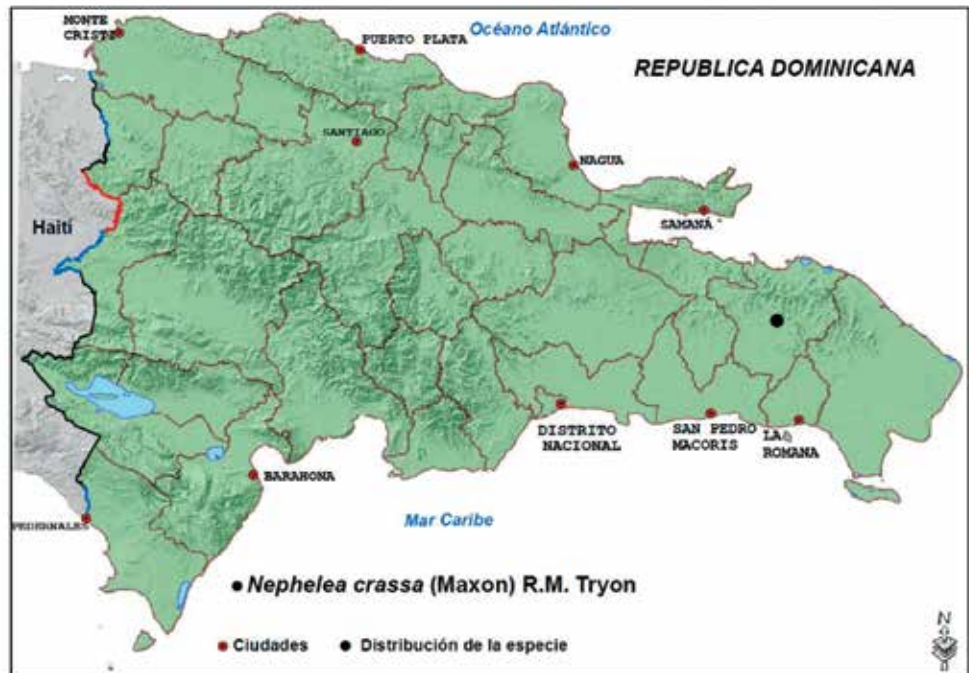 MONTE
CRISTI
PUERTO PLATA
Océano Atlántico
REPUBLICA DOMINICANA
SANTIAGO
NAGUA
SAMANÁ
Haití
DISTRITO
NACIONAL
SAN PEDRO
MACORIS
LA
ROMANA
BARAHONA
PEDERNALES
Mar Caribe
Nephelea crassa (Maxon) R.M. Tryon
Ciudades
Distribución de la especie
N